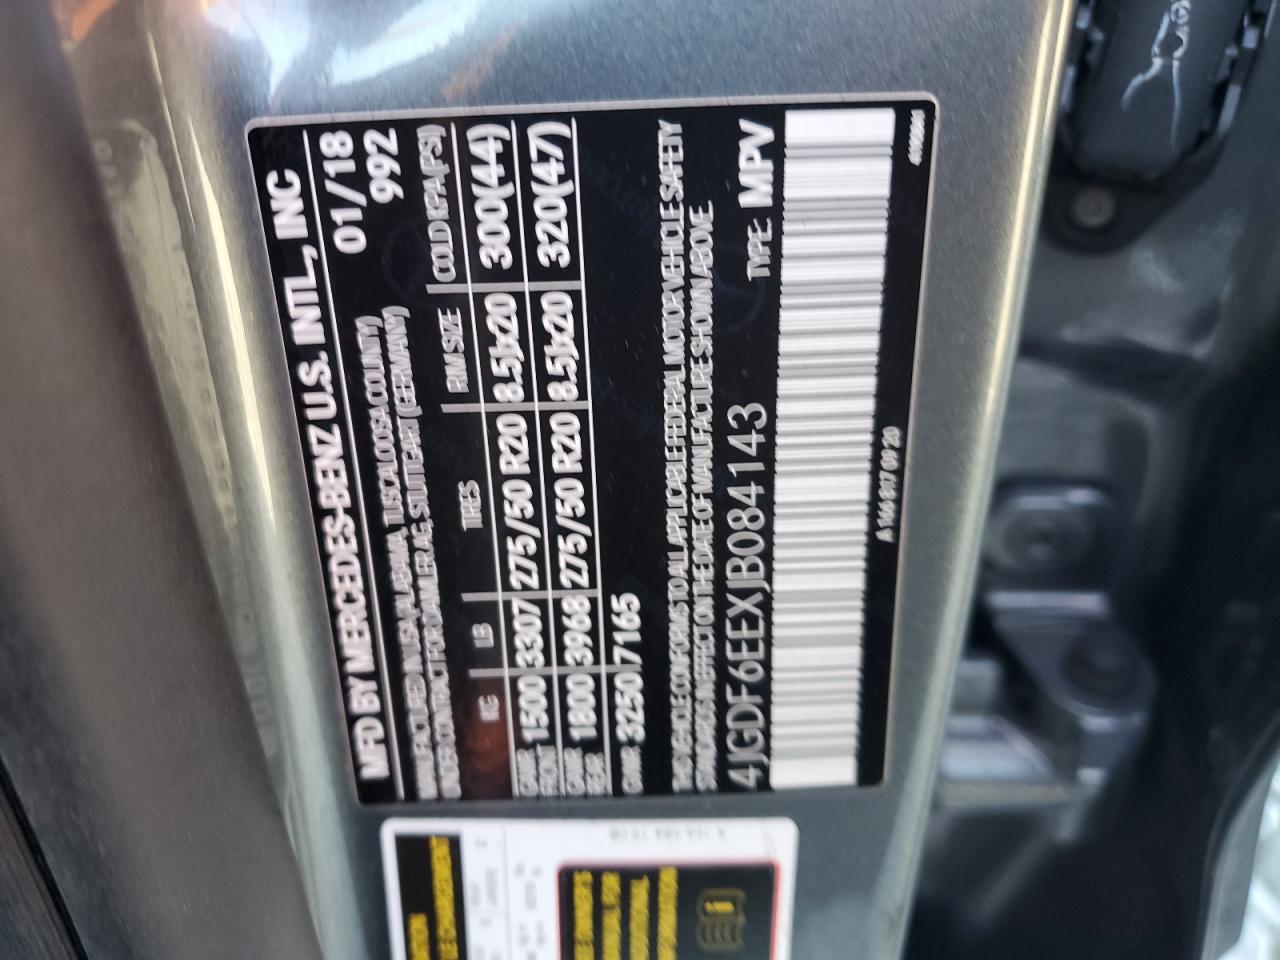 MFD BY MERCEDES-BENZ U.S. INTL., INC 01/18
MANUFACTURED IN USA, ALABAMA, TUSCALOOSA COUNTY 992
UNDER CONTRACT FOR DAIMLER AG, STUTTGART (GERMANY)
KG LB TIRES RIM SIZE COLD KPA(PSI)
GAWR FRONT 1500 3307 275/50 R20 8.5Jx20 300(44)
GAWR REAR 1800 3968 275/50 R20 8.5Jx20 320(47)
GVWR 3250 7165
THIS VEHICLE CONFORMS TO ALL APPLICABLE FEDERAL MOTOR VEHICLE SAFETY
STANDARDS IN EFFECT ON THE DATE OF MANUFACTURE SHOWN ABOVE.
4JGDF6EEXJB084143 TYPE: MPV
A 166 817 09 20